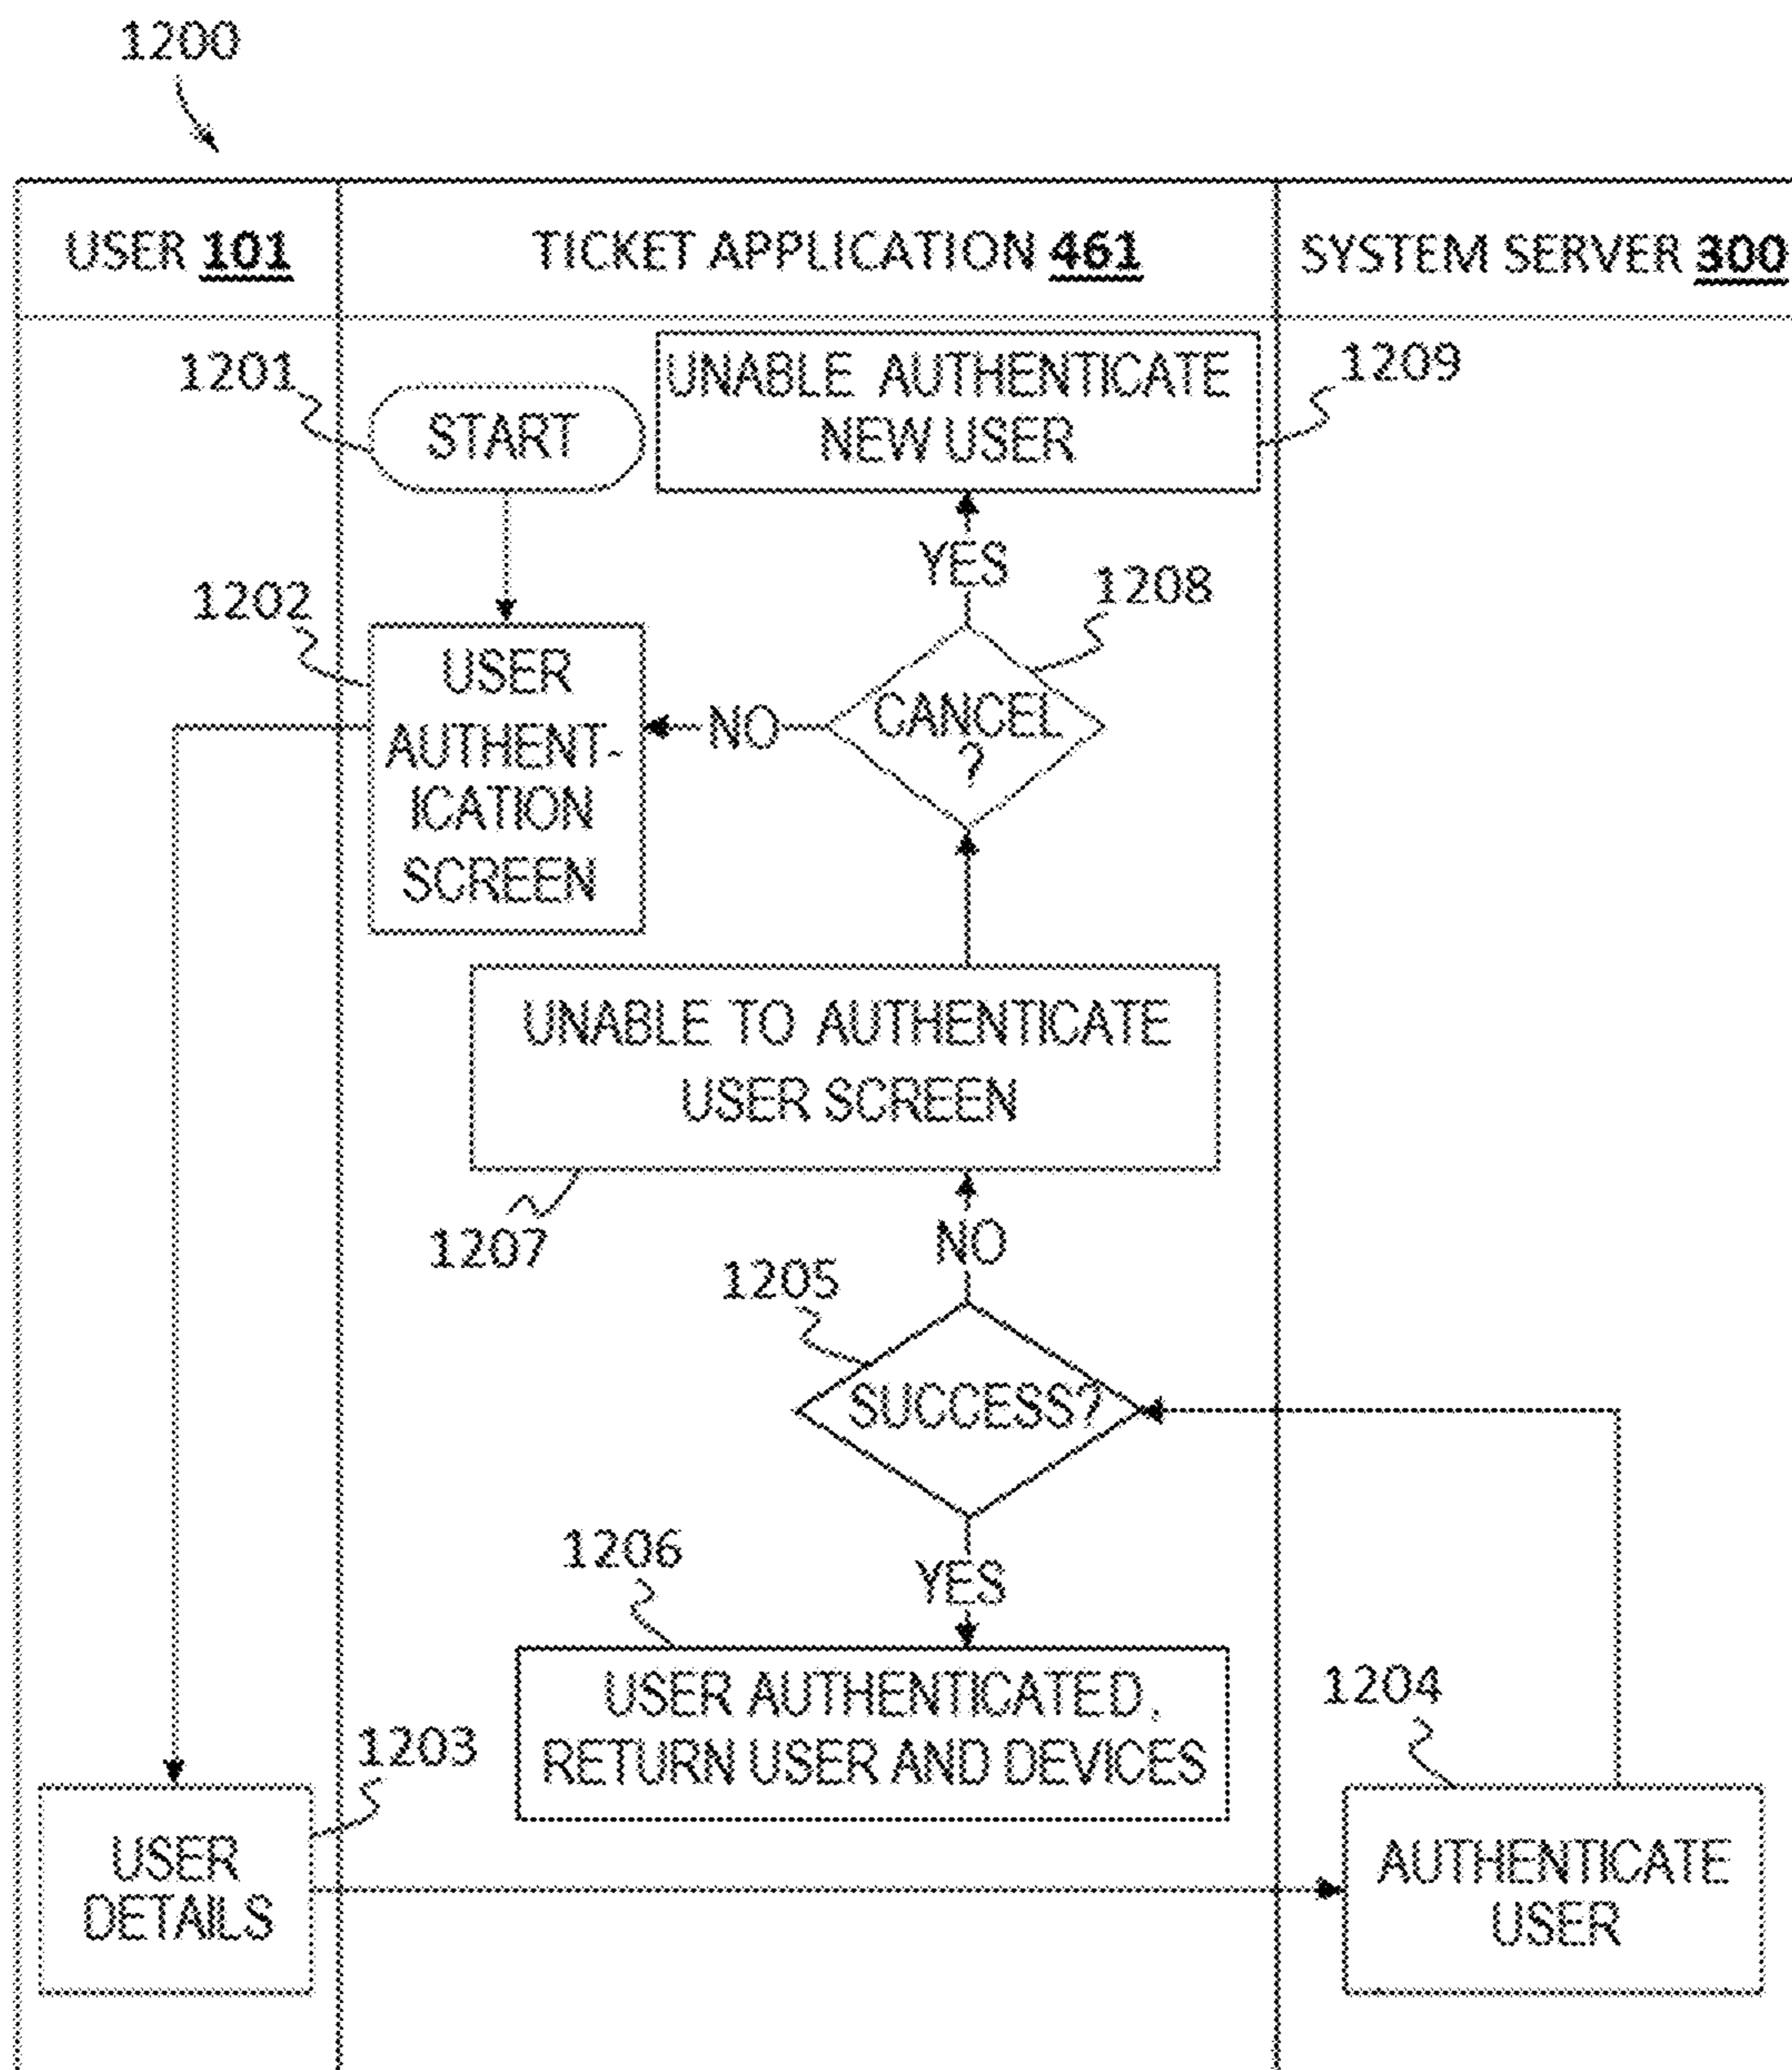 1200
USER 101
TICKET APPLICATION 461
SYSTEM SERVER 300
1201
START
UNABLE AUTHENTICATE
NEW USER
1209
YES
1202
USER
AUTHENT-
ICATION
SCREEN
NO
CANCEL
?
1208
UNABLE TO AUTHENTICATE
USER SCREEN
1207
NO
1205
SUCCESS?
YES
1206
USER AUTHENTICATED,
RETURN USER AND DEVICES
1203
USER
DETAILS
1204
AUTHENTICATE
USER